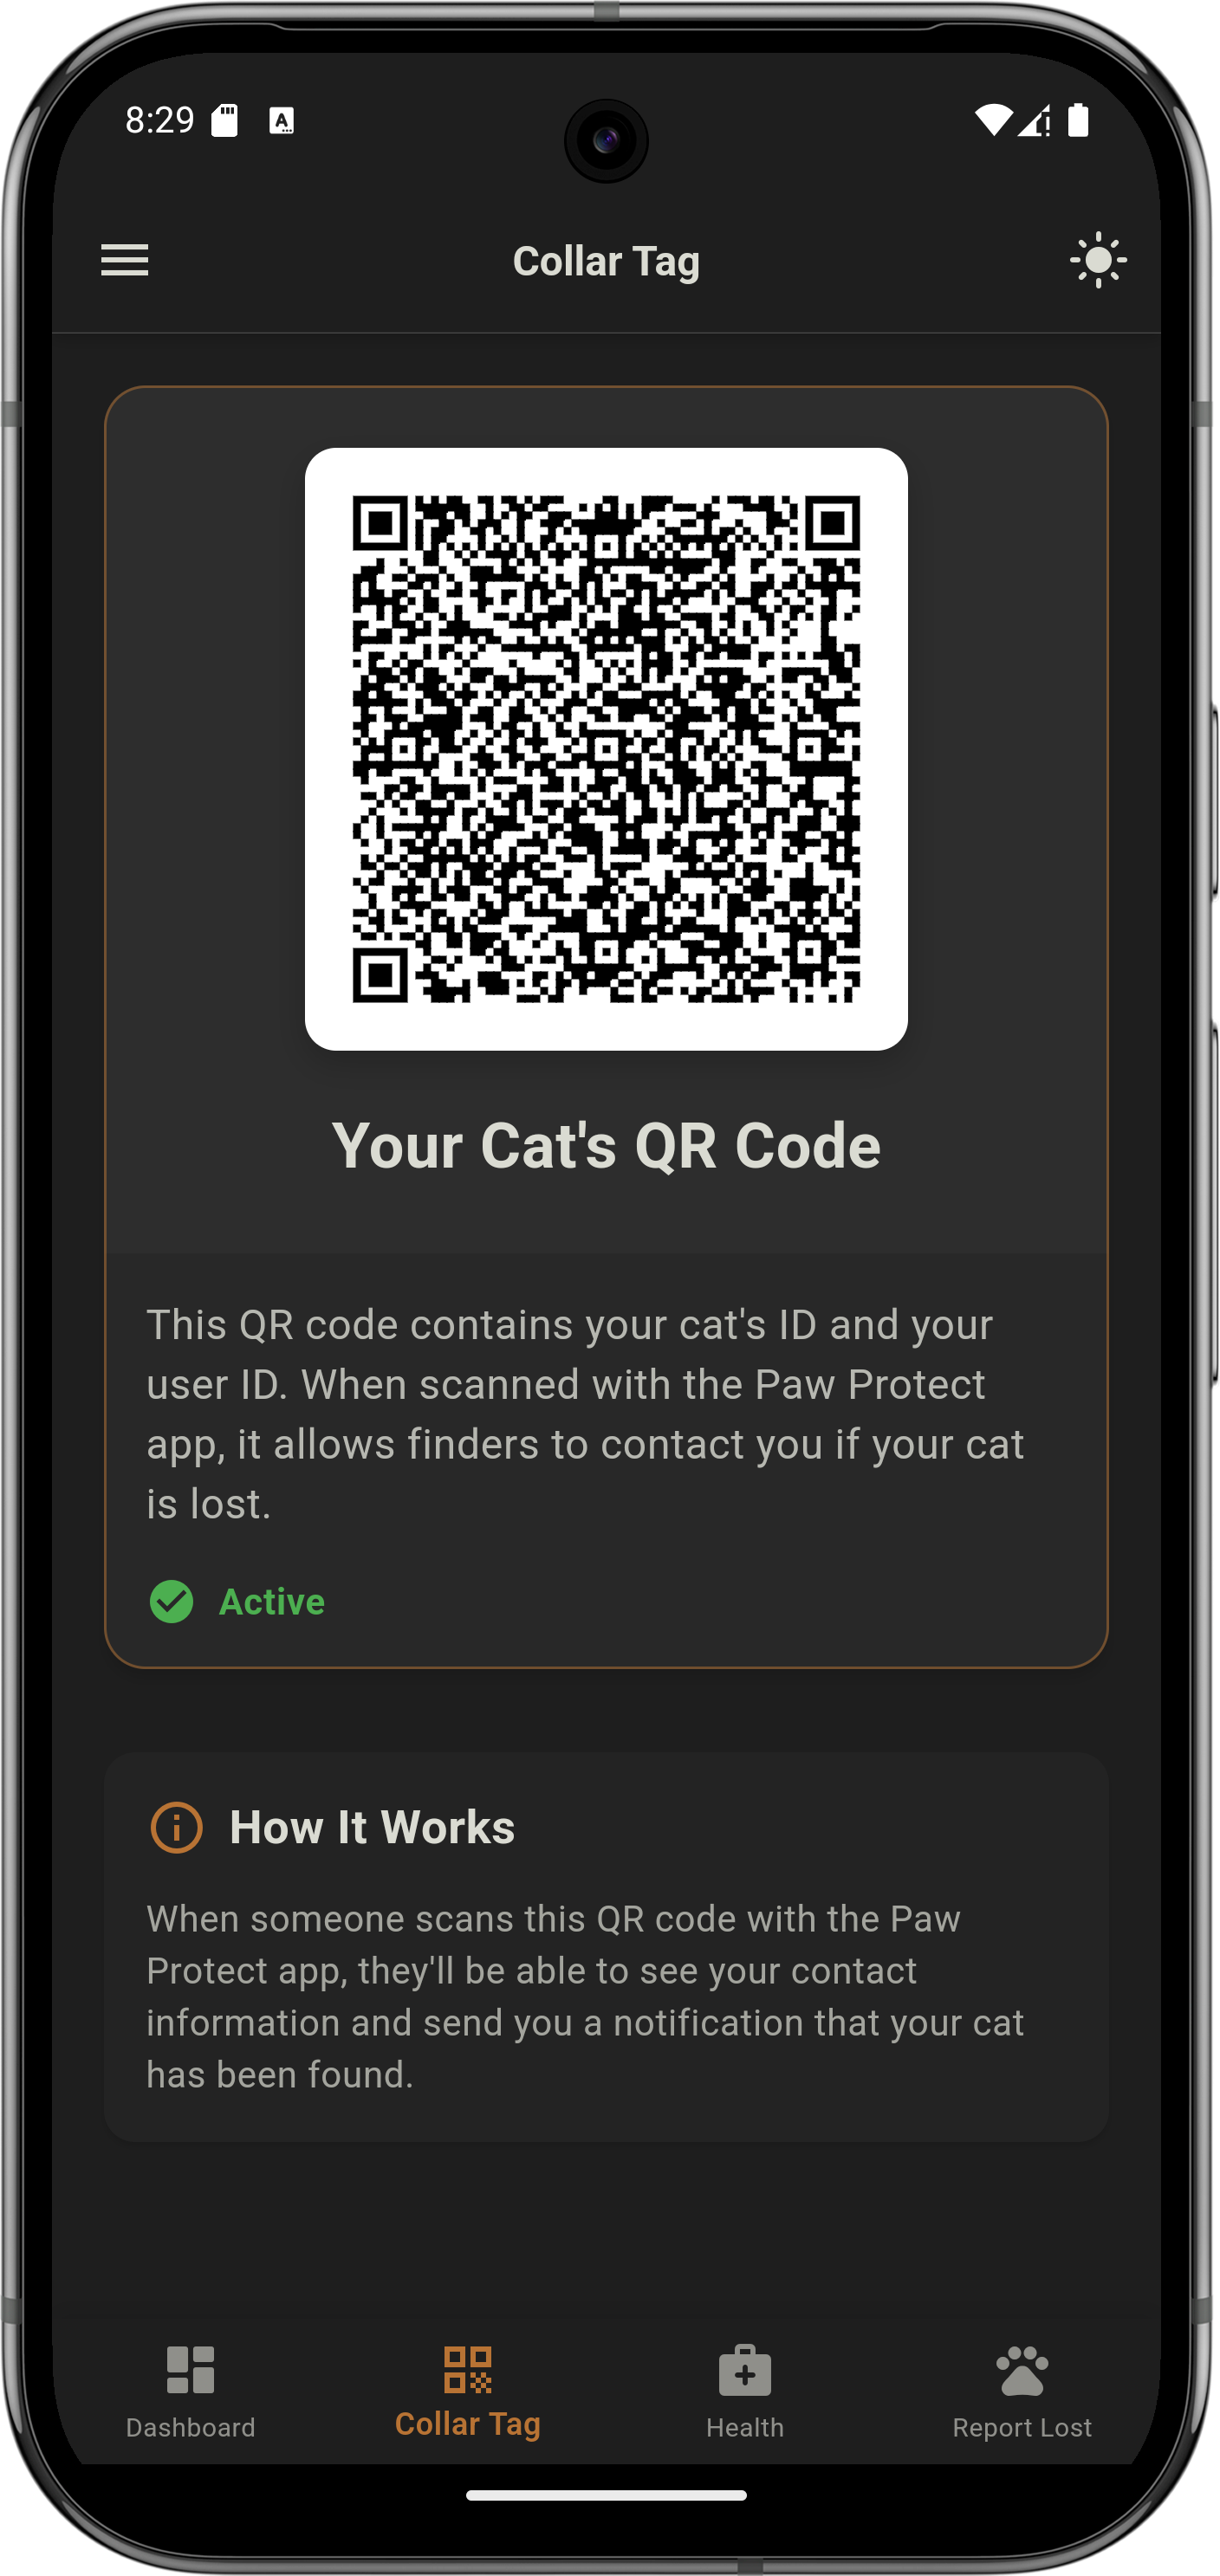 8:29
Collar Tag
Your Cat's QR Code
This QR code contains your cat's ID and your
user ID. When scanned with the Paw Protect
app, it allows finders to contact you if your cat
is lost.
Active
How It Works
When someone scans this QR code with the Paw
Protect app, they'll be able to see your contact
information and send you a notification that your cat
has been found.
Dashboard
Collar Tag
Health
Report Lost